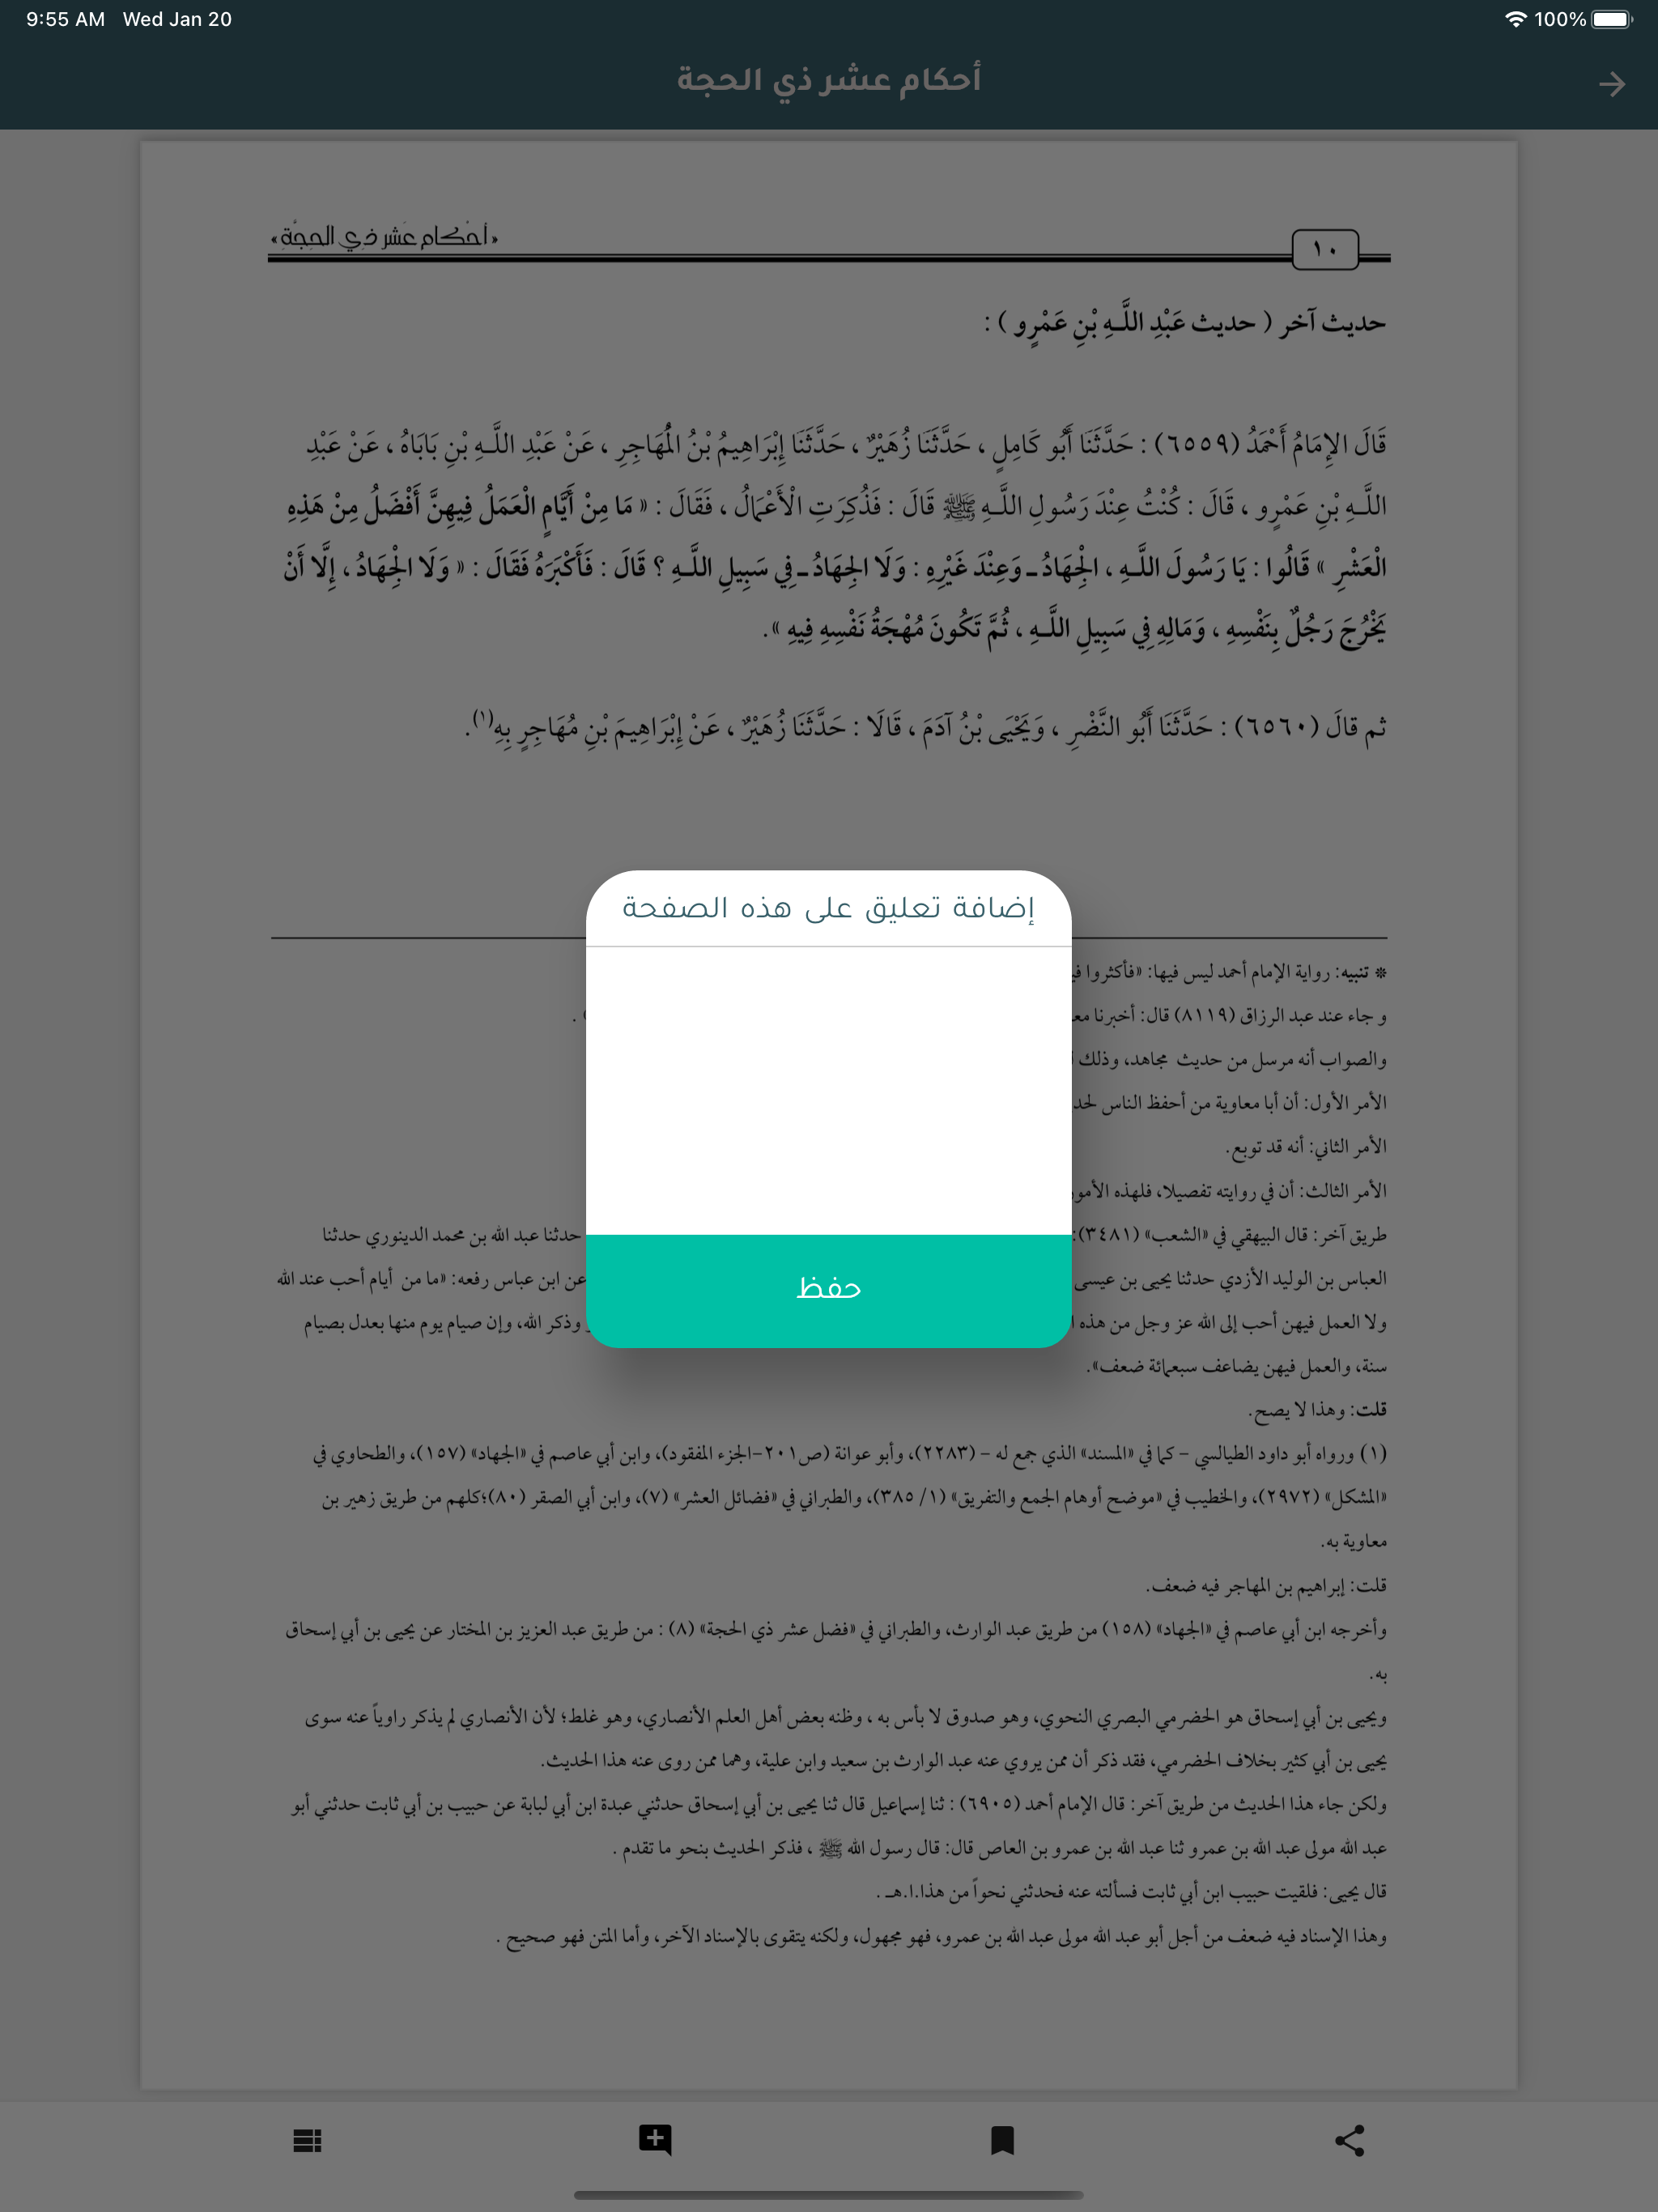 9:55 AM Wed Jan 20
100%
أحكام عشر ذي الحجة
١٠
«أحكام عشر ذي الحجة»
حديث آخر ( حديث عَبْدِ اللَّـهِ بْنِ عَمْرٍو ) :
قَالَ الإِمَامُ أَحْمَدُ (٦٥٥٩) : حَدَّثَنَا أَبُو كَامِلٍ ، حَدَّثَنَا زُهَيْرٌ ، حَدَّثَنَا إِبْرَاهِيمُ بْنُ الْمُهَاجِرِ ، عَنْ عَبْدِ اللَّـهِ بْنِ بَابَاهُ ، عَنْ عَبْدِ
اللَّـهِ بْنِ عَمْرٍو ، قَالَ : كُنْتُ عِنْدَ رَسُولِ اللَّـهِ ﷺ قَالَ : فَذُكِرَتِ الْأَعْمَالُ ، فَقَالَ : « مَا مِنْ أَيَّامٍ الْعَمَلُ فِيهِنَّ أَفْضَلُ مِنْ هَذِهِ
الْعَشْرِ » قَالُوا : يَا رَسُولَ اللَّـهِ ، الْجِهَادُ ـ وَعِنْدَ غَيْرِهِ : وَلَا الجِهَادُ ـ فِي سَبِيلِ اللَّـهِ ؟ قَالَ : فَأَكْبَرَهُ فَقَالَ : « وَلَا الْجِهَادُ ، إِلَّا أَنْ
يَخْرُجَ رَجُلٌ بِنَفْسِهِ ، وَمَالِهِ فِي سَبِيلِ اللَّـهِ ، ثُمَّ تَكُونَ مُهْجَةُ نَفْسِهِ فِيهِ ».
ثم قالَ (٦٥٦٠) : حَدَّثَنَا أَبُو النَّضْرِ ، وَيَحْيَى بْنُ آدَمَ ، قَالَا : حَدَّثَنَا زُهَيْرٌ ، عَنْ إِبْرَاهِيمَ بْنِ مُهَاجِرٍ بِهِ(١).
إضافة تعليق على هذه الصفحة
حفظ
* تنبيه: رواية الإمام أحمد ليس فيها: «فأكثروا
و جاء عند عبد الرزاق (٨١١٩) قال: أخبرنا
والصواب أنه مرسل من حديث مجاهد، وذلك
الأمر الأول: أن أبا معاوية من أحفظ الناس
الأمر الثاني: أنه قد توبع.
الأمر الثالث: أن في روايته تفصيلا، فلهذه
طريق آخر: قال البيهقي في «الشعب» (٣٤٨١): حدثنا عبد الله بن محمد الدينوري حدثنا
العباس بن الوليد الأزدي حدثنا يحيى بن عيسى عن ابن عباس رفعه: «ما من أيام أحب عند الله
ولا العمل فيهن أحب إلى الله عز وجل من هذه وذكر الله، وإن صيام يوم منها بعدل بصيام
سنة، والعمل فيهن يضاعف سبعمائة ضعف».
قلت: وهذا لا يصح.
(١) ورواه أبو داود الطيالسي – كما في «المسند» الذي جمع له – (٢٢٨٣)، وأبو عوانة (ص٢٠١-الجزء المفقود)، وابن أبي عاصم في «الجهاد» (١٥٧)، والطحاوي في
«المشكل» (٢٩٧٢)، والخطيب في «موضح أوهام الجمع والتفريق» (١/ ٣٨٥)، والطبراني في «فضائل العشر» (٧)، وابن أبي الصقر (٨٠)؛كلهم من طريق زهير بن
معاوية به.
قلت: إبراهيم بن المهاجر فيه ضعف.
وأخرجه ابن أبي عاصم في «الجهاد» (١٥٨) من طريق عبد الوارث، والطبراني في «فضل عشر ذي الحجة» (٨) : من طريق عبد العزيز بن المختار عن يحيى بن أبي إسحاق
به.
ويحيى بن أبي إسحاق هو الحضرمي البصري النحوي، وهو صدوق لا بأس به ، وظنه بعض أهل العلم الأنصاري، وهو غلط؛ لأن الأنصاري لم يذكر راوياً عنه سوى
يحيى بن أبي كثير بخلاف الحضرمي، فقد ذكر أن ممن يروي عنه عبد الوارث بن سعيد وابن علية، وهما ممن روى عنه هذا الحديث.
ولكن جاء هذا الحديث من طريق آخر: قال الإمام أحمد (٦٩٠٥) : ثنا إسماعيل قال ثنا يحيى بن أبي إسحاق حدثني عبدة ابن أبي لبابة عن حبيب بن أبي ثابت حدثني أبو
عبد الله مولى عبد الله بن عمرو ثنا عبد الله بن عمرو بن العاص قال: قال رسول الله ﷺ ، فذكر الحديث بنحو ما تقدم .
قال يحيى: فلقيت حبيب ابن أبي ثابت فسألته عنه فحدثني نحواً من هذا.ا.هـ .
وهذا الإسناد فيه ضعف من أجل أبو عبد الله مولى عبد الله بن عمرو، فهو مجهول، ولكنه يتقوى بالإسناد الآخر، وأما المتن فهو صحيح .